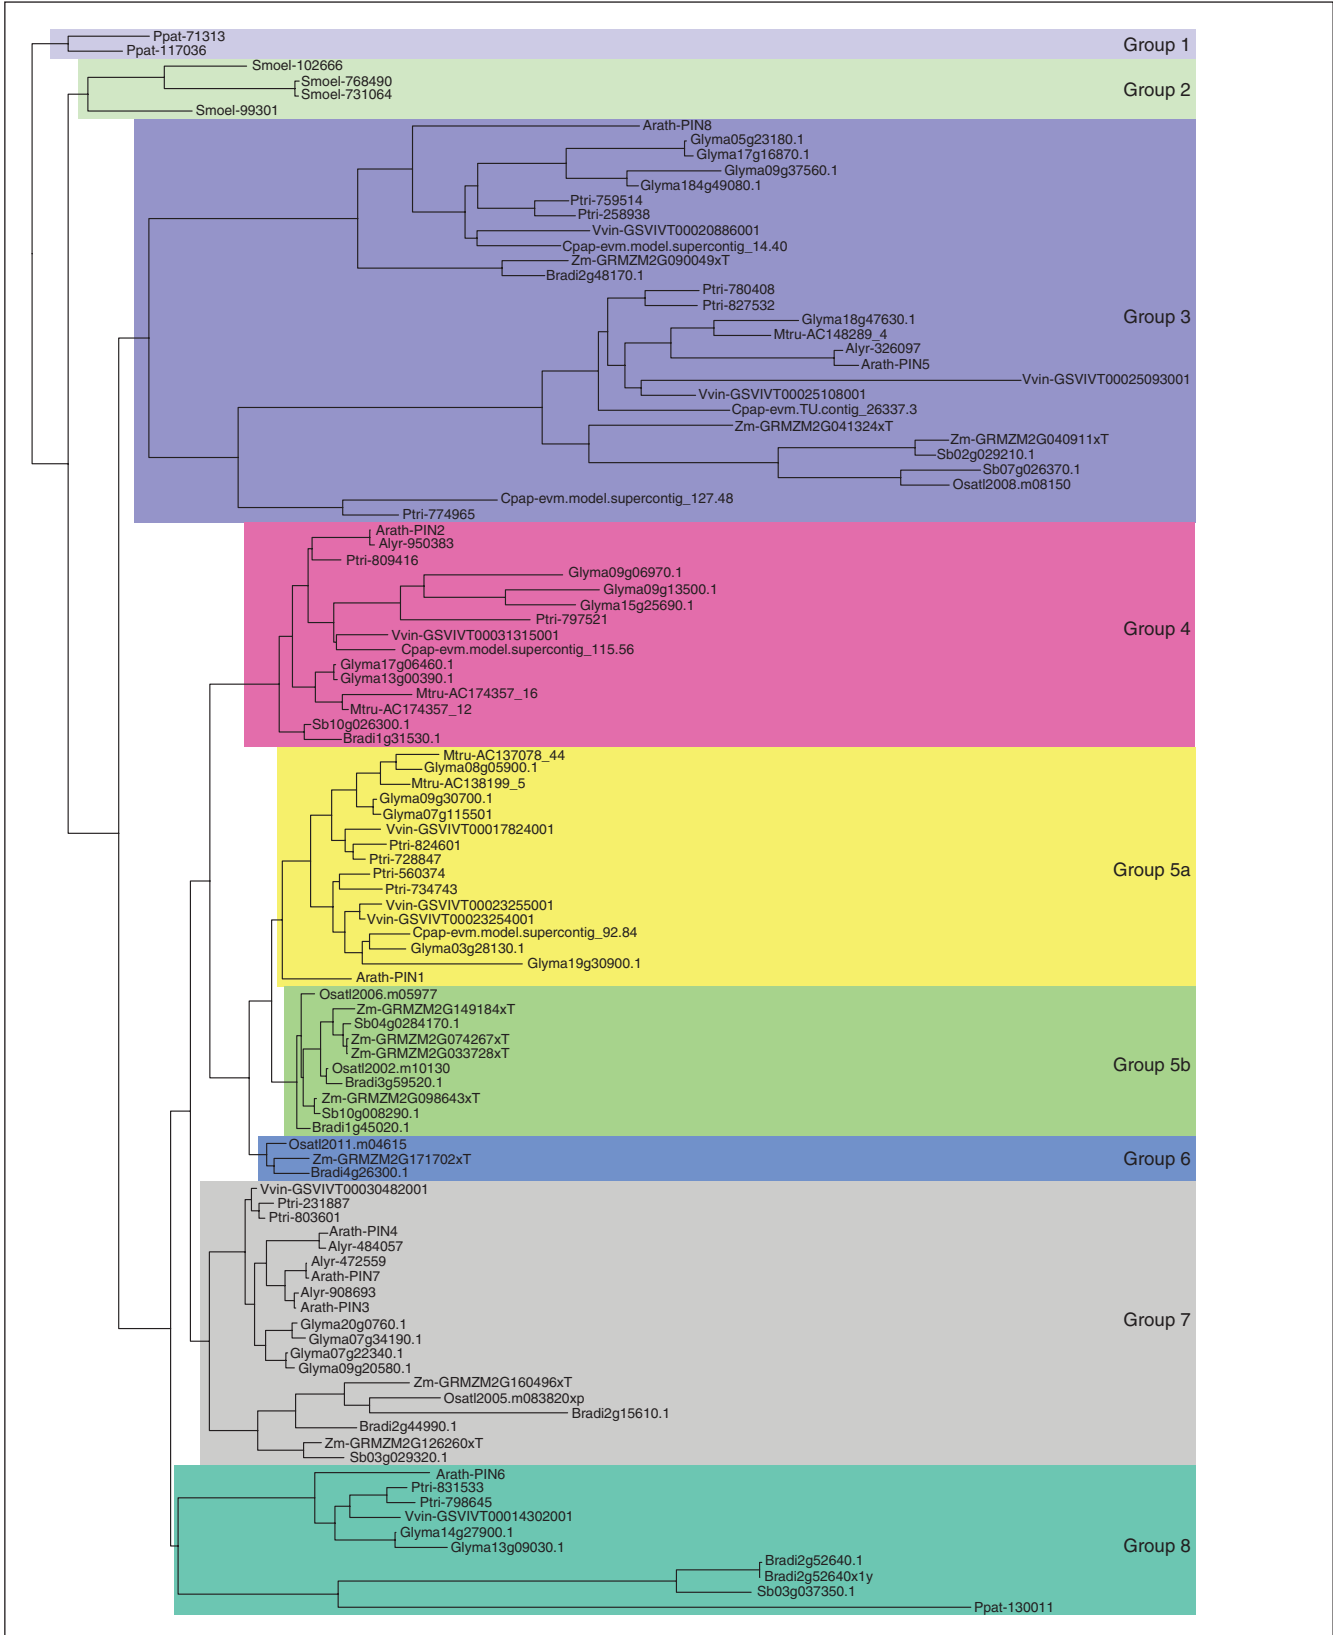 Ppat-71313
Group 1
Ppat-117036
Smoel-102666
Smoel-768490
Group 2
Smoel-731064
Smoel-99301
Arath-PIN8
Glyma05g23180.1
Glyma17g16870.1
Glyma09g37560.1
Glyma184g49080.1
Ptri-759514
Ptri-258938
Vvin-GSVIVT00020886001
Cpap-evm.model.supercontig_14.40
Zm-GRMZM2G090049xT
Bradi2g48170.1
Ptri-780408
Ptri-827532
Group 3
Glyma18g47630.1
Mtru-AC148289_4
Alyr-326097
Arath-PIN5
Vvin-GSVIVT00025093001
Vvin-GSVIVT00025108001
Cpap-evm.TU.contig_26337.3
Zm-GRMZM2G041324xT
Zm-GRMZM2G040911xT
Sb02g029210.1
Sb07g026370.1
Osatl2008.m08150
Cpap-evm.model.supercontig_127.48
Ptri-774965
Arath-PIN2
Alyr-950383
Ptri-809416
Glyma09g06970.1
Glyma09g13500.1
Glyma15g25690.1
Ptri-797521
Group 4
Vvin-GSVIVT00031315001
Cpap-evm.model.supercontig_115.56
Glyma17g06460.1
Glyma13g00390.1
Mtru-AC174357_16
Mtru-AC174357_12
Sb10g026300.1
Bradi1g31530.1
Mtru-AC137078_44
Glyma08g05900.1
Mtru-AC138199_5
Glyma09g30700.1
Glyma07g115501
Vvin-GSVIVT00017824001
Ptri-824601
Ptri-728847
Group 5a
Ptri-560374
Ptri-734743
Vvin-GSVIVT00023255001
Vvin-GSVIVT00023254001
Cpap-evm.model.supercontig_92.84
Glyma03g28130.1
Glyma19g30900.1
Arath-PIN1
Osatl2006.m05977
Zm-GRMZM2G149184xT
Sb04g0284170.1
Zm-GRMZM2G074267xT
Zm-GRMZM2G033728xT
Group 5b
Osatl2002.m10130
Bradi3g59520.1
Zm-GRMZM2G098643xT
Sb10g008290.1
Bradi1g45020.1
Osatl2011.m04615
Zm-GRMZM2G171702xT
Group 6
Bradi4g26300.1
Vvin-GSVIVT00030482001
Ptri-231887
Ptri-803601
Arath-PIN4
Alyr-484057
Alyr-472559
Arath-PIN7
Alyr-908693
Arath-PIN3
Group 7
Glyma20g0760.1
Glyma07g34190.1
Glyma07g22340.1
Glyma09g20580.1
Zm-GRMZM2G160496xT
Osatl2005.m083820xp
Bradi2g15610.1
Bradi2g44990.1
Zm-GRMZM2G126260xT
Sb03g029320.1
Arath-PIN6
Ptri-831533
Ptri-798645
Vvin-GSVIVT00014302001
Glyma14g27900.1
Glyma13g09030.1
Group 8
Bradi2g52640.1
Bradi2g52640x1y
Sb03g037350.1
Ppat-130011